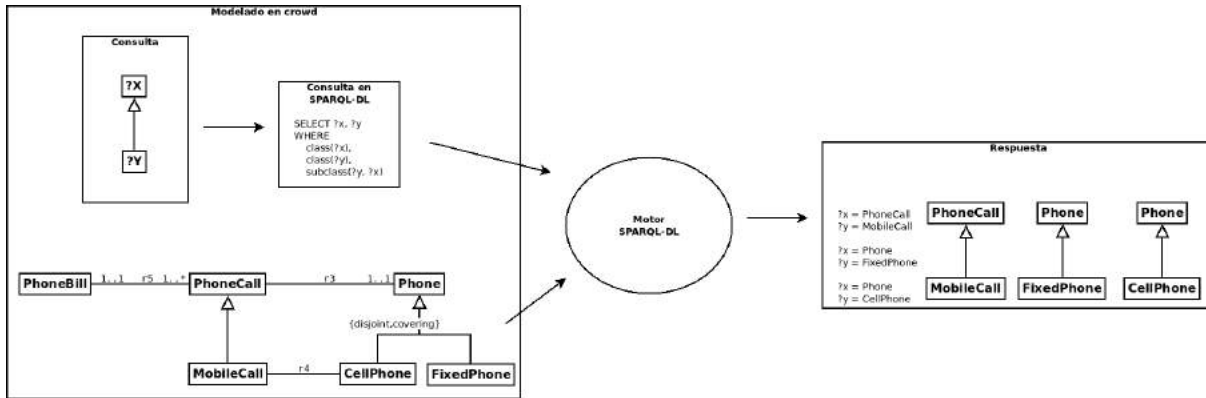 Modelado en crowd
Consulta
?X
?Y
Consulta en
SPARQL-DL
SELECT ?x, ?y
WHERE
class(?x),
class(?y),
subclass(?y, ?x)
PhoneBill
1..1
r5
1..*
PhoneCall
r3
1..1
Phone
{disjoint,covering}
MobileCall
r4
CellPhone
FixedPhone
Motor
SPARQL-DL
Respuesta
?x = PhoneCall
?y = MobileCall
?x = Phone
?y = FixedPhone
?x = Phone
?y = CellPhone
PhoneCall
Phone
Phone
MobileCall
FixedPhone
CellPhone